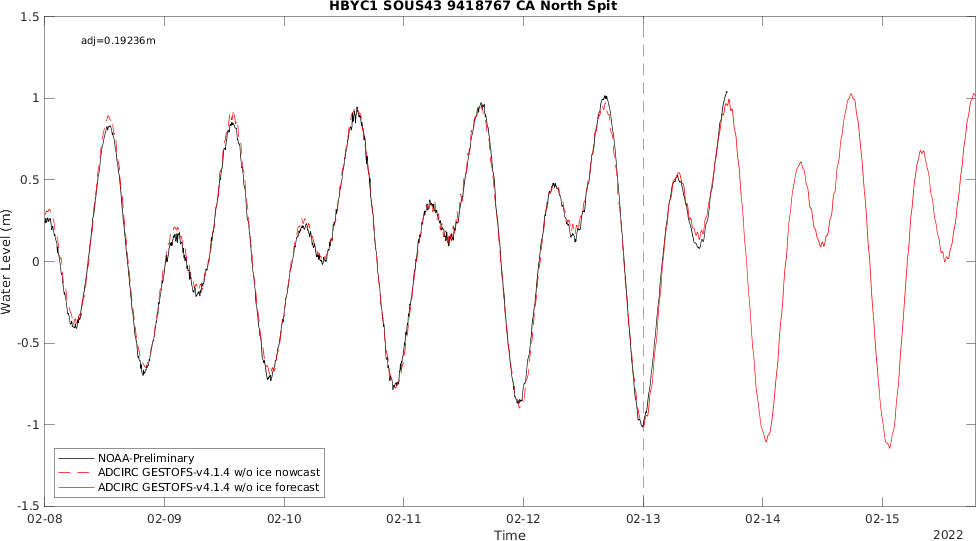 HBYC1 SOUS43 9418767 CA North Spit
adj=0.19236m
1.5
1
0.5
0
-0.5
-1
-1.5
Water Level (m)
NOAA-Preliminary
ADCIRC GESTOFS-v4.1.4 w/o ice nowcast
ADCIRC GESTOFS-v4.1.4 w/o ice forecast
02-08 02-09 02-10 02-11 02-12 02-13 02-14 02-15
Time
2022